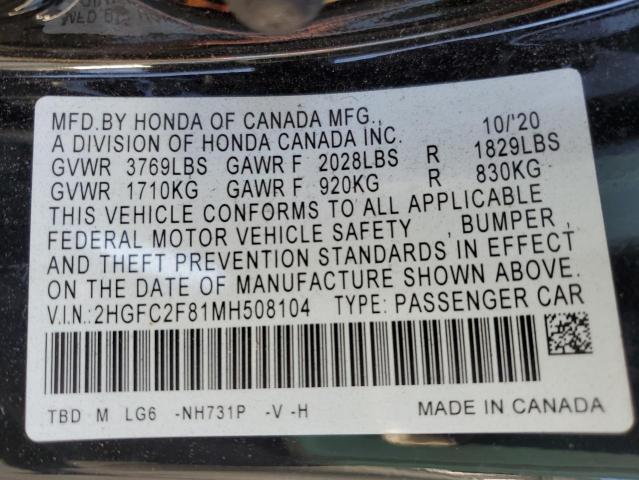 MFD.BY HONDA OF CANADA MFG., 10/'20
A DIVISION OF HONDA CANADA INC.
GVWR 3769LBS GAWR F 2028LBS R 1829LBS
GVWR 1710KG GAWR F 920KG R 830KG
THIS VEHICLE CONFORMS TO ALL APPLICABLE
FEDERAL MOTOR VEHICLE SAFETY , BUMPER ,
AND THEFT PREVENTION STANDARDS IN EFFECT
ON THE DATE OF MANUFACTURE SHOWN ABOVE.
V.I.N.:2HGFC2F81MH508104 TYPE: PASSENGER CAR
TBD M LG6 -NH731P -V -H MADE IN CANADA